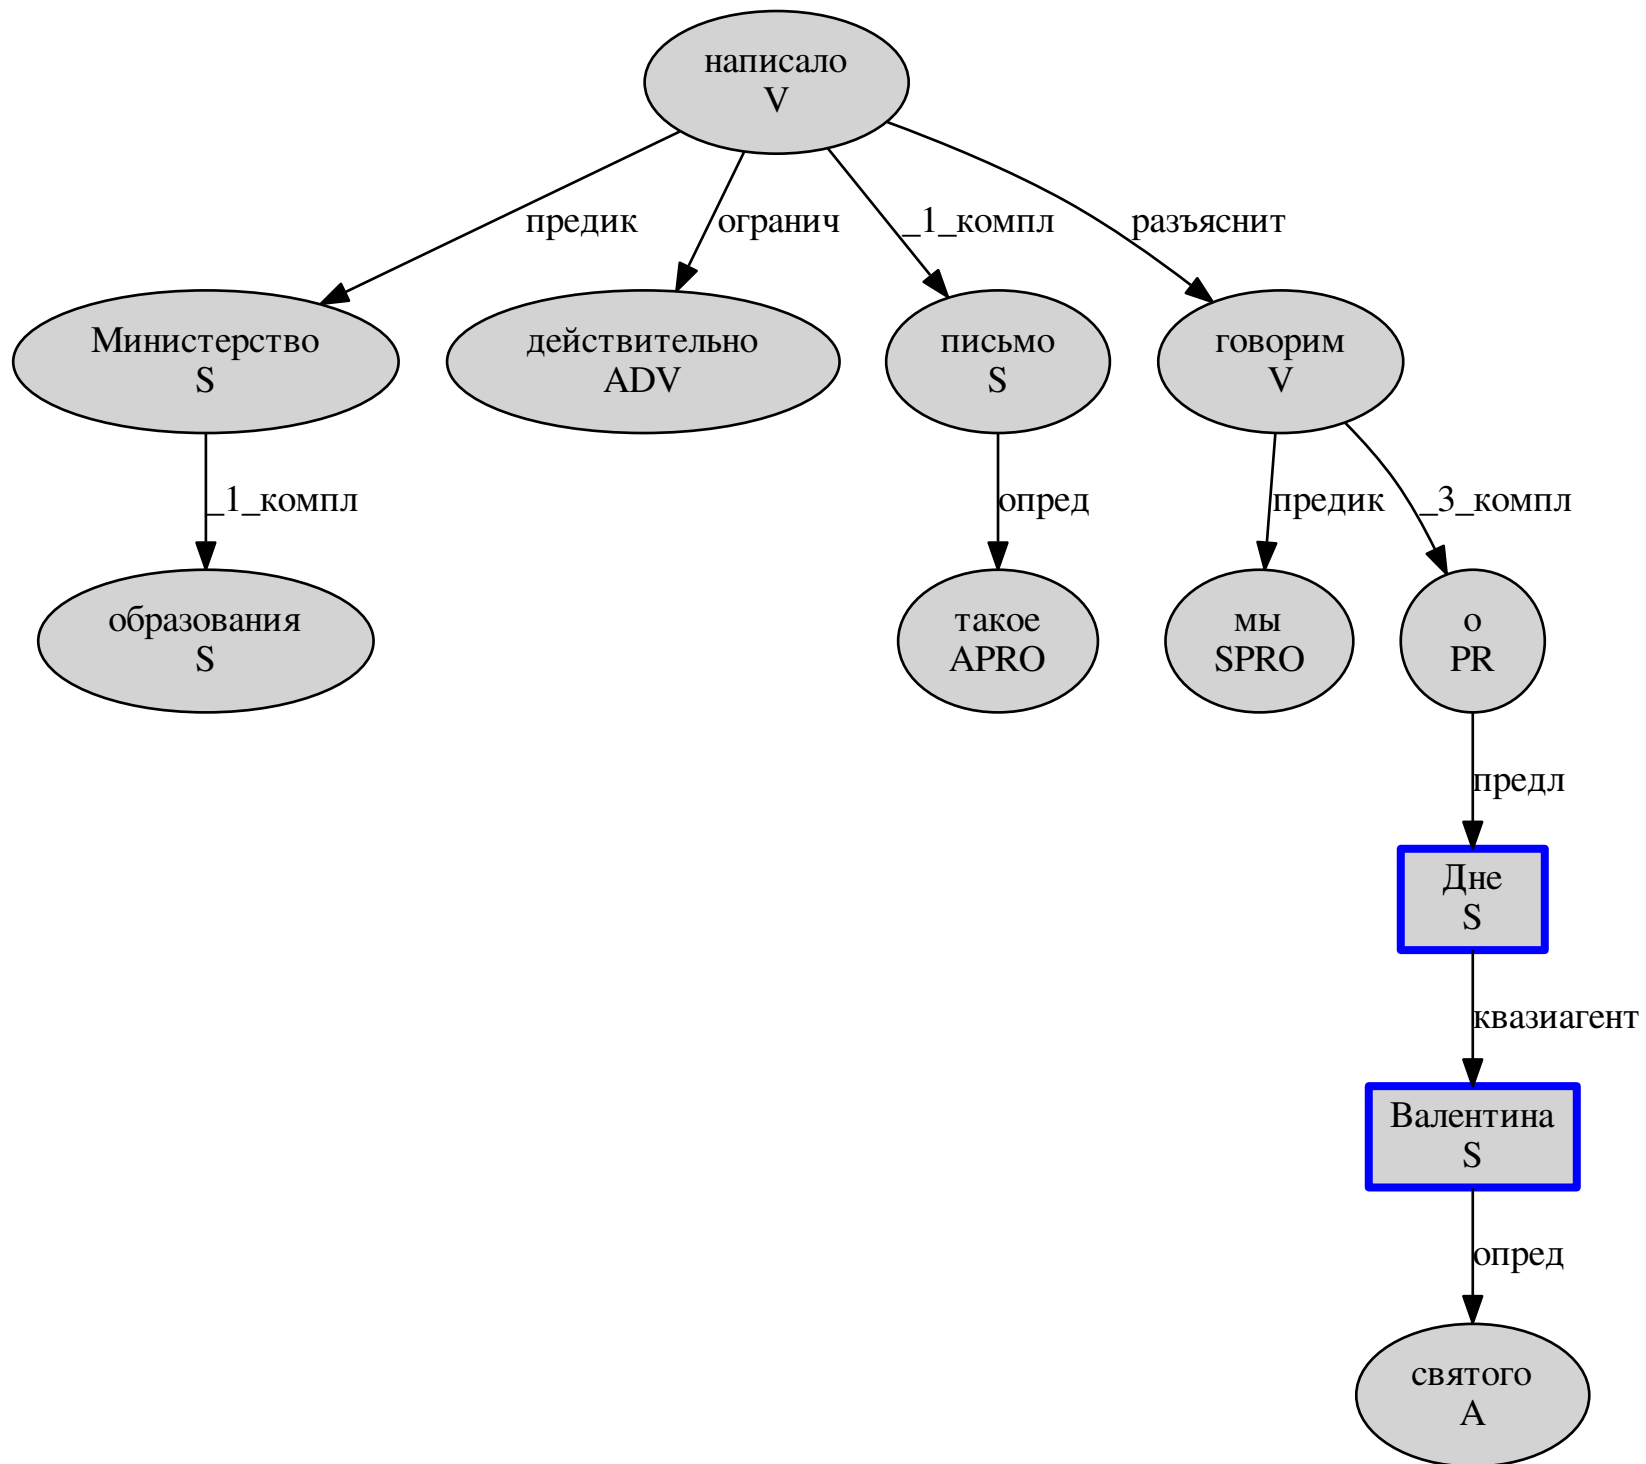 написало
V
предик
огранич
_1_компл
разъяснит
Министерство
S
действительно
ADV
письмо
S
говорим
V
_1_компл
опред
предик
_3_компл
образования
S
такое
APRO
мы
SPRO
о
PR
предл
Дне
S
квазиагент
Валентина
S
опред
святого
A